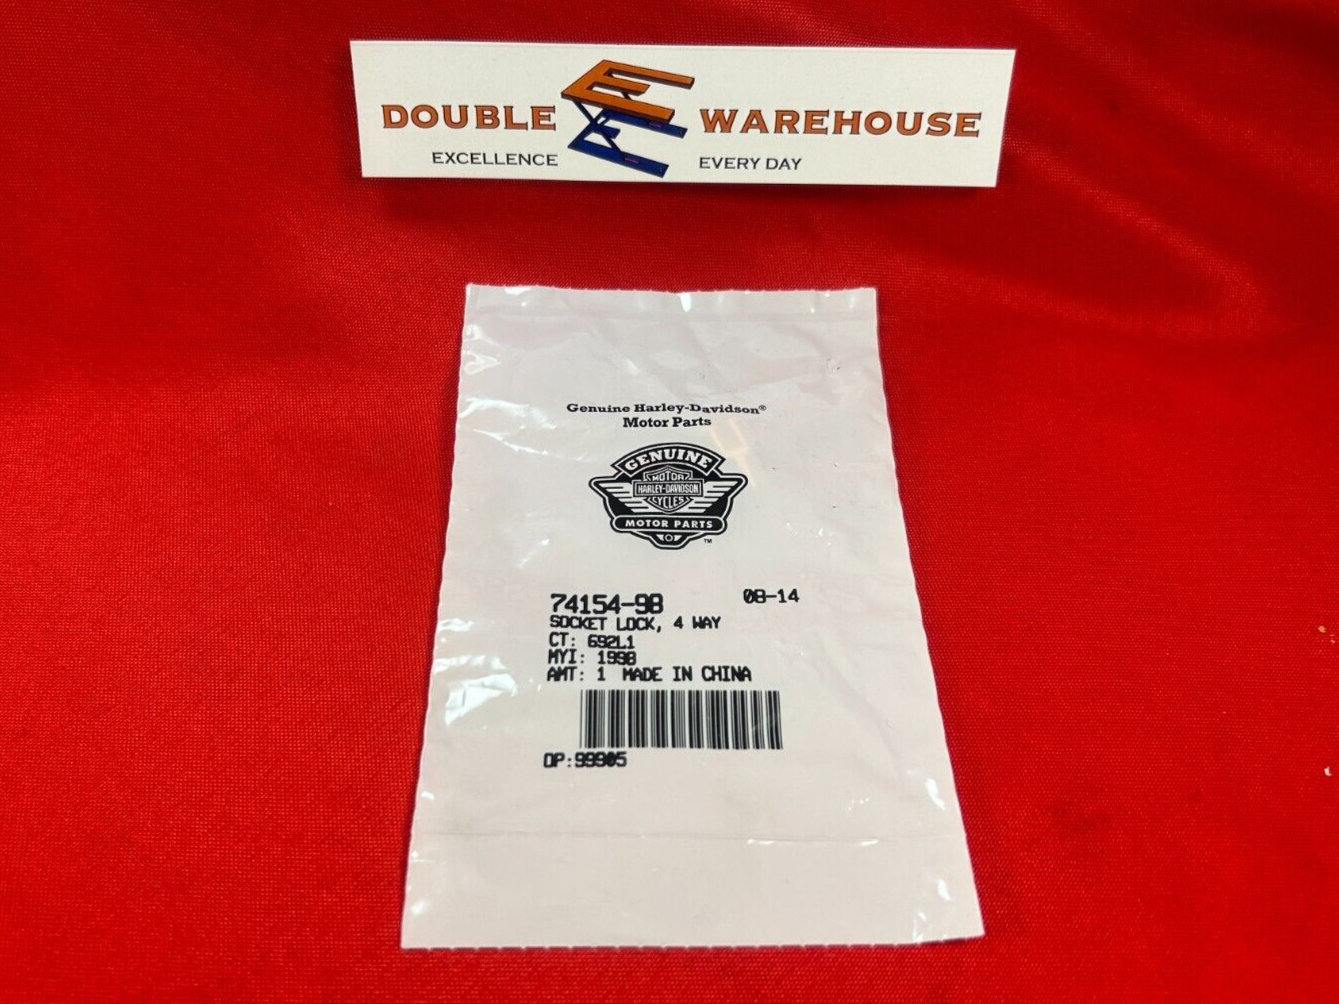 DOUBLE WAREHOUSE
EXCELLENCE EVERY DAY
Genuine Harley-Davidson®
Motor Parts
GENUINE
MOTOR
HARLEY-DAVIDSON
CYCLES
MOTOR PARTS
TM
74154-98 08-14
SOCKET LOCK, 4 WAY
CT: 692L1
MYI: 1998
AMT: 1 MADE IN CHINA
OP:99905